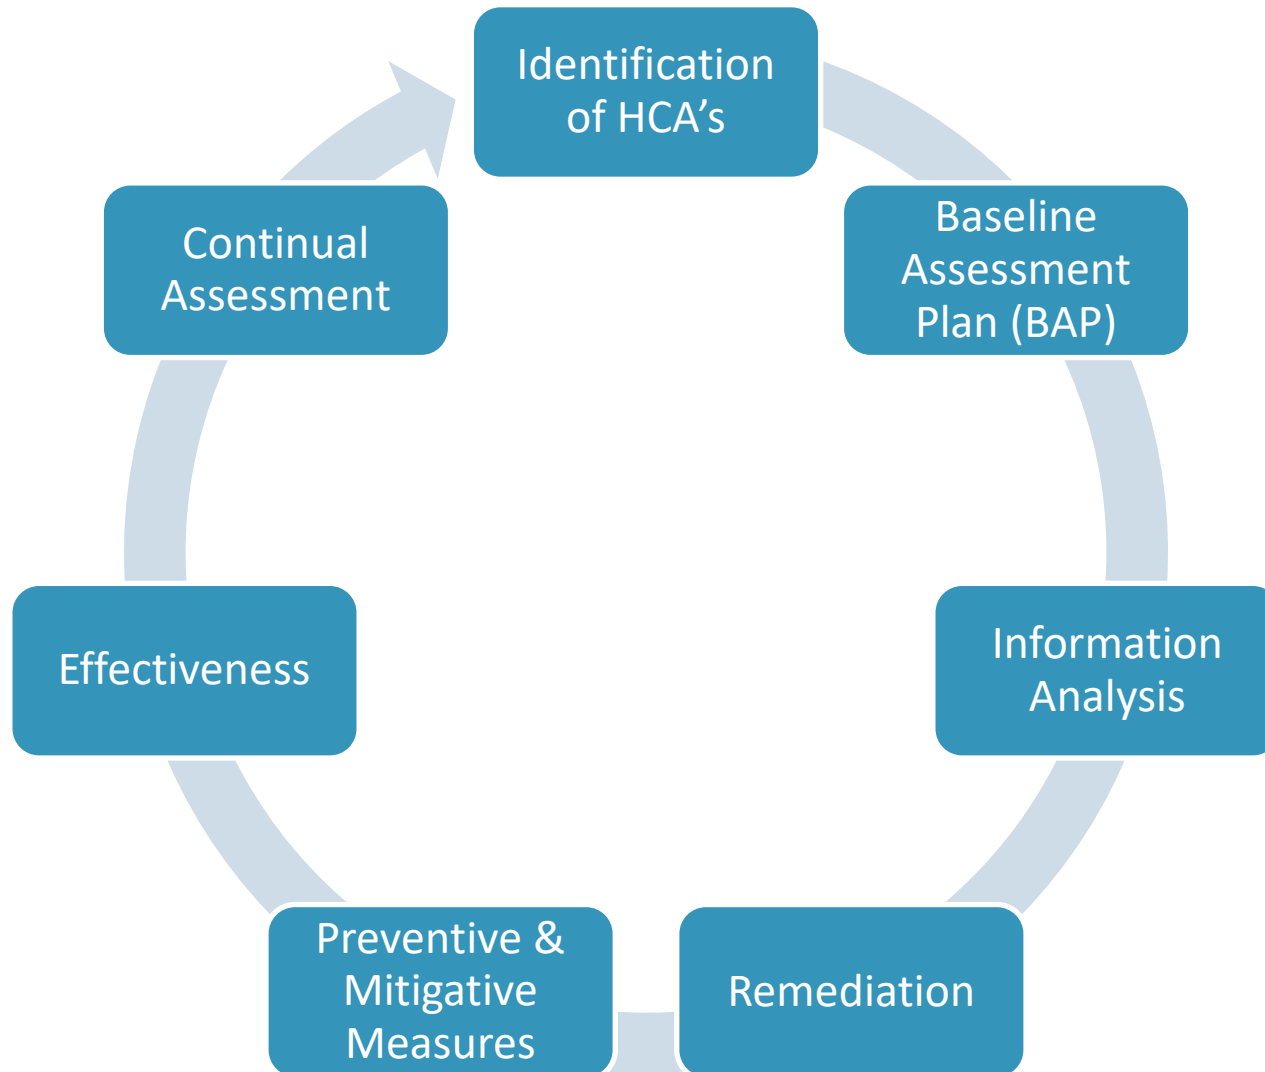 Identification
of HCA’s
Baseline
Assessment
Plan (BAP)
Information
Analysis
Remediation
Preventive &
Mitigative
Measures
Effectiveness
Continual
Assessment